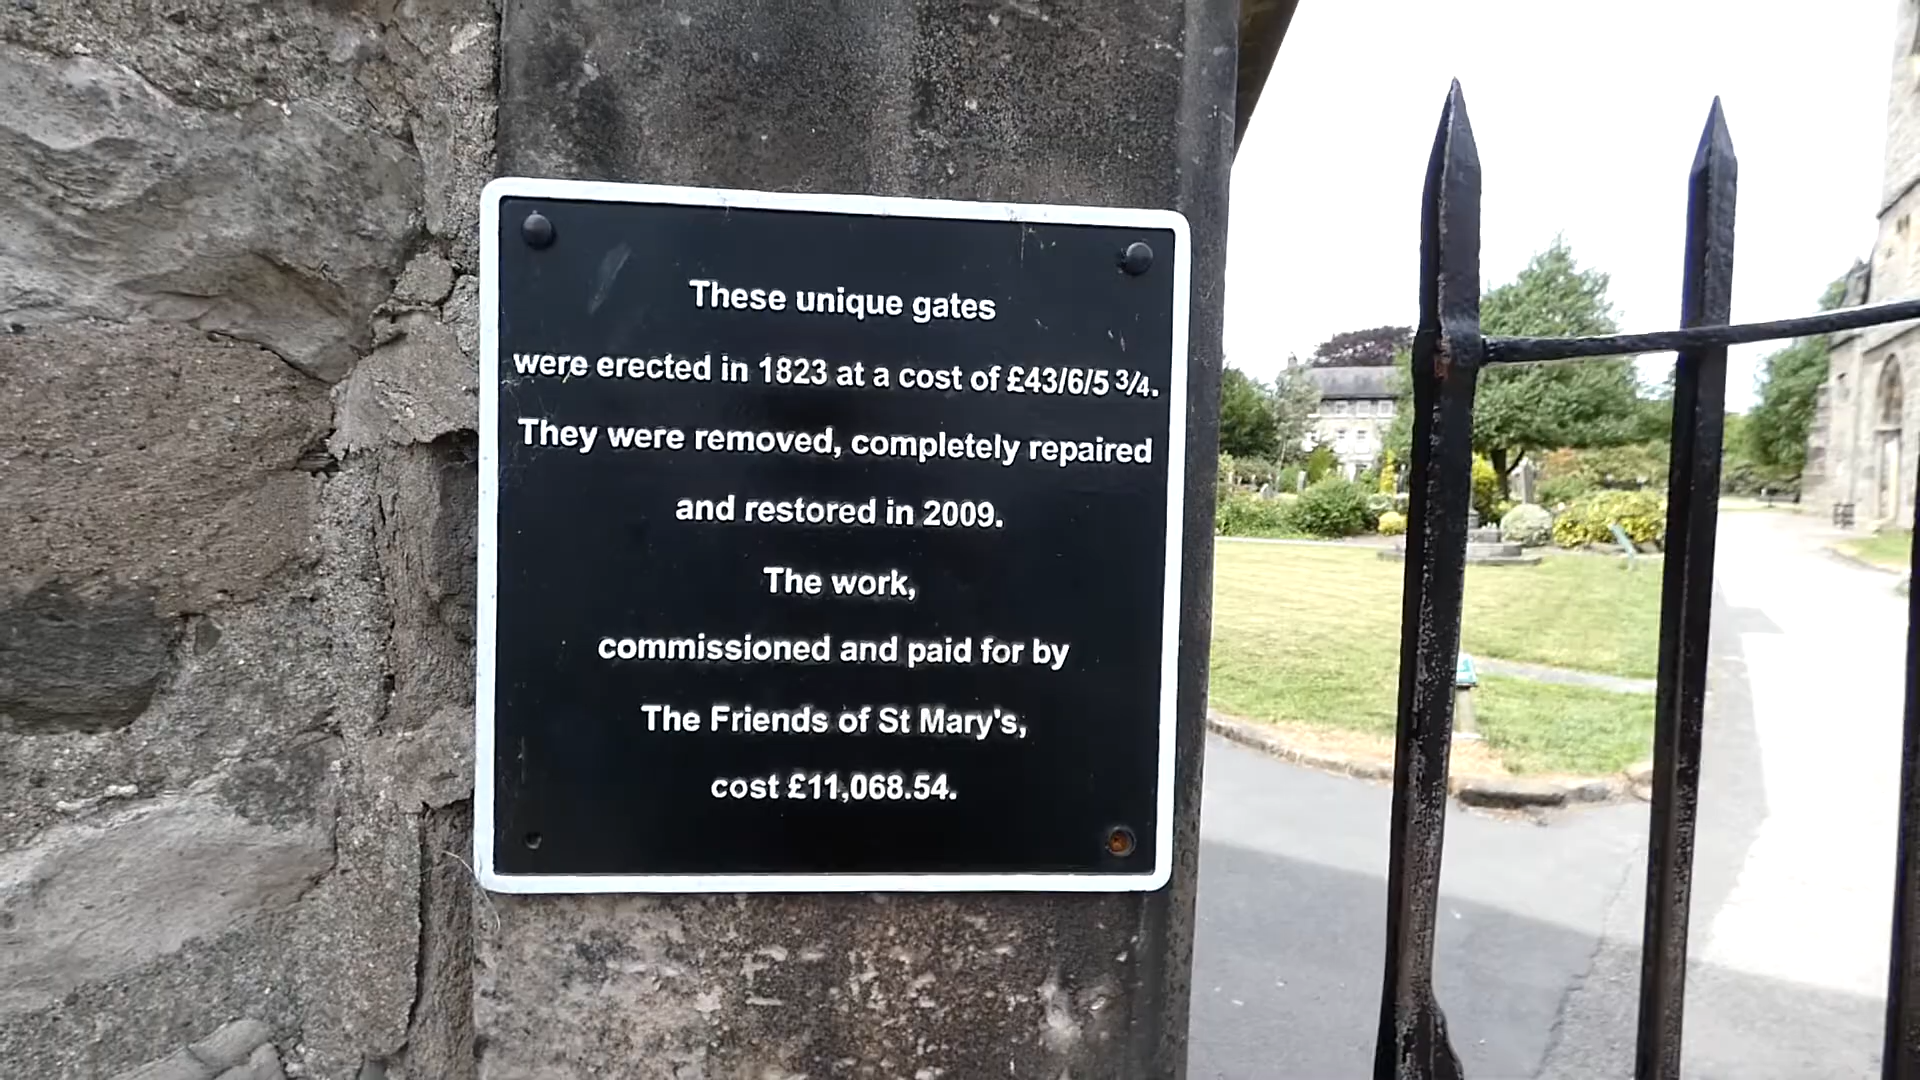 These unique gates
were erected in 1823 at a cost of £43/6/5 3/4.
They were removed, completely repaired
and restored in 2009.
The work,
commissioned and paid for by
The Friends of St Mary's,
cost £11,068.54.